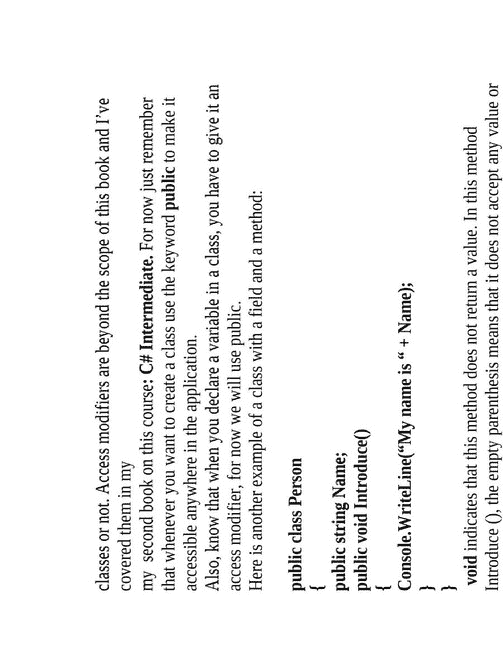 classes or not. Access modifiers are beyond the scope of this book and I’ve
covered them in my
my second book on this course: C# Intermediate. For now just remember
that whenever you want to create a class use the keyword public to make it
accessible anywhere in the application.
Also, know that when you declare a variable in a class, you have to give it an
access modifier, for now we will use public.
Here is another example of a class with a field and a method:
public class Person
{
public string Name;
public void Introduce()
{
Console.WriteLine(“My name is “ + Name);
}
}
void indicates that this method does not return a value. In this method
Introduce (), the empty parenthesis means that it does not accept any value or